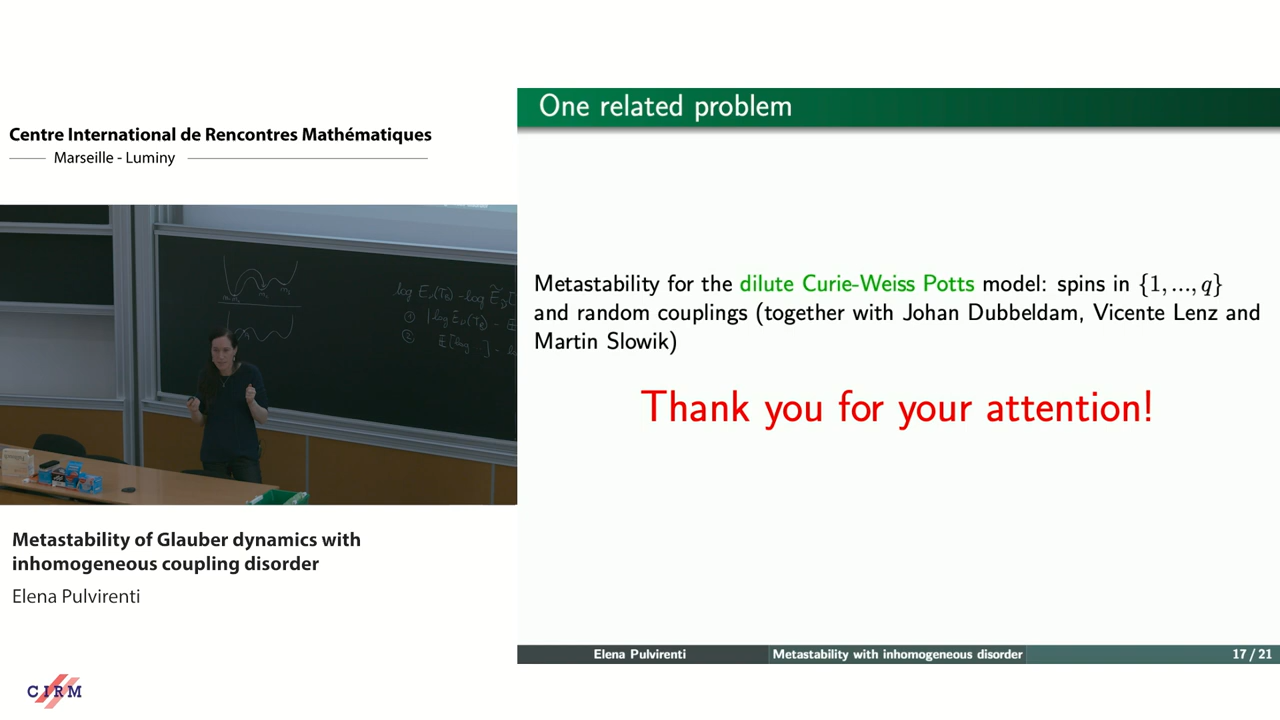 Centre International de Rencontres Mathématiques
Marseille - Luminy
Metastability of Glauber dynamics with
inhomogeneous coupling disorder
Elena Pulvirenti
CIRM
One related problem
Metastability for the dilute Curie-Weiss Potts model: spins in {1, ..., q}
and random couplings (together with Johan Dubbeldam, Vicente Lenz and
Martin Slowik)
Thank you for your attention!
Elena Pulvirenti
Metastability with inhomogeneous disorder
17 / 21